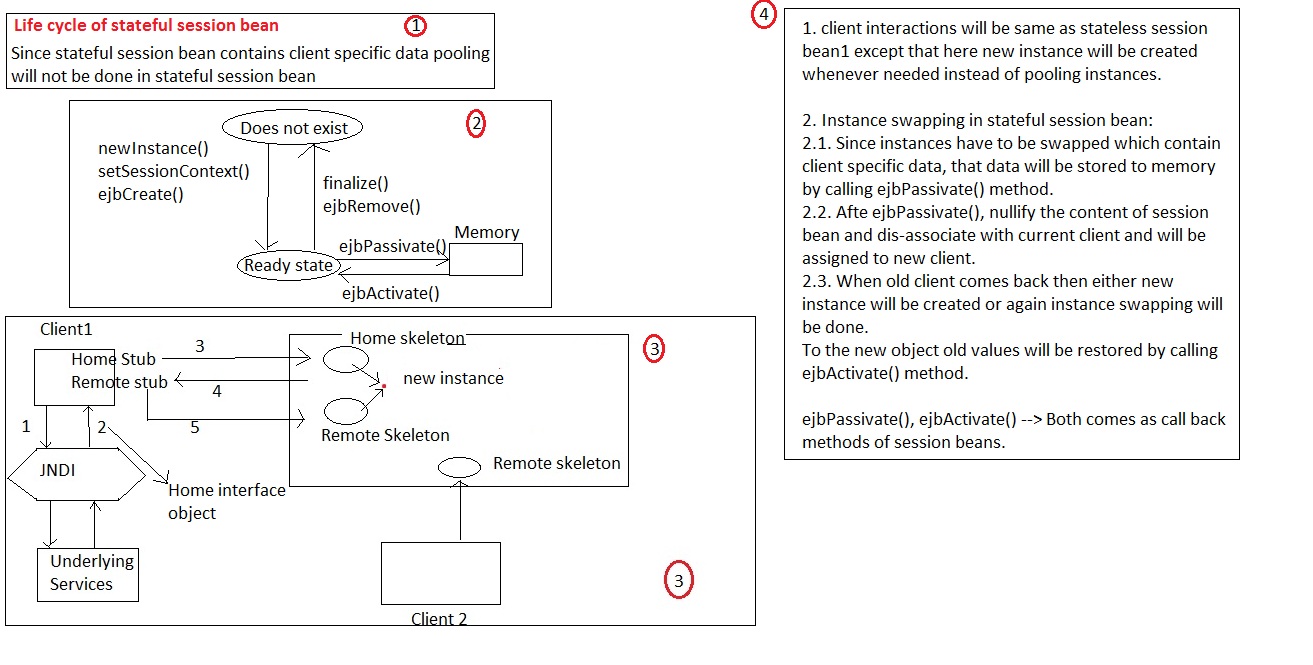 Life cycle of stateful session bean
1
Since stateful session bean contains client specific data pooling
will not be done in stateful session bean
2
Does not exist
newInstance()
setSessionContext()
ejbCreate()
finalize()
ejbRemove()
Memory
ejbPassivate()
Ready state
ejbActivate()
Client1
3
Home Stub
3
Home skeleton
Remote stub
4
new instance
1
2
5
Remote Skeleton
JNDI
Remote skeleton
Home interface
object
Underlying
Services
3
Client 2
4
1. client interactions will be same as stateless session
bean1 except that here new instance will be created
whenever needed instead of pooling instances.
2. Instance swapping in stateful session bean:
2.1. Since instances have to be swapped which contain
client specific data, that data will be stored to memory
by calling ejbPassivate() method.
2.2. Afte ejbPassivate(), nullify the content of session
bean and dis-associate with current client and will be
assigned to new client.
2.3. When old client comes back then either new
instance will be created or again instance swapping will
be done.
To the new object old values will be restored by calling
ejbActivate() method.
ejbPassivate(), ejbActivate() --> Both comes as call back
methods of session beans.